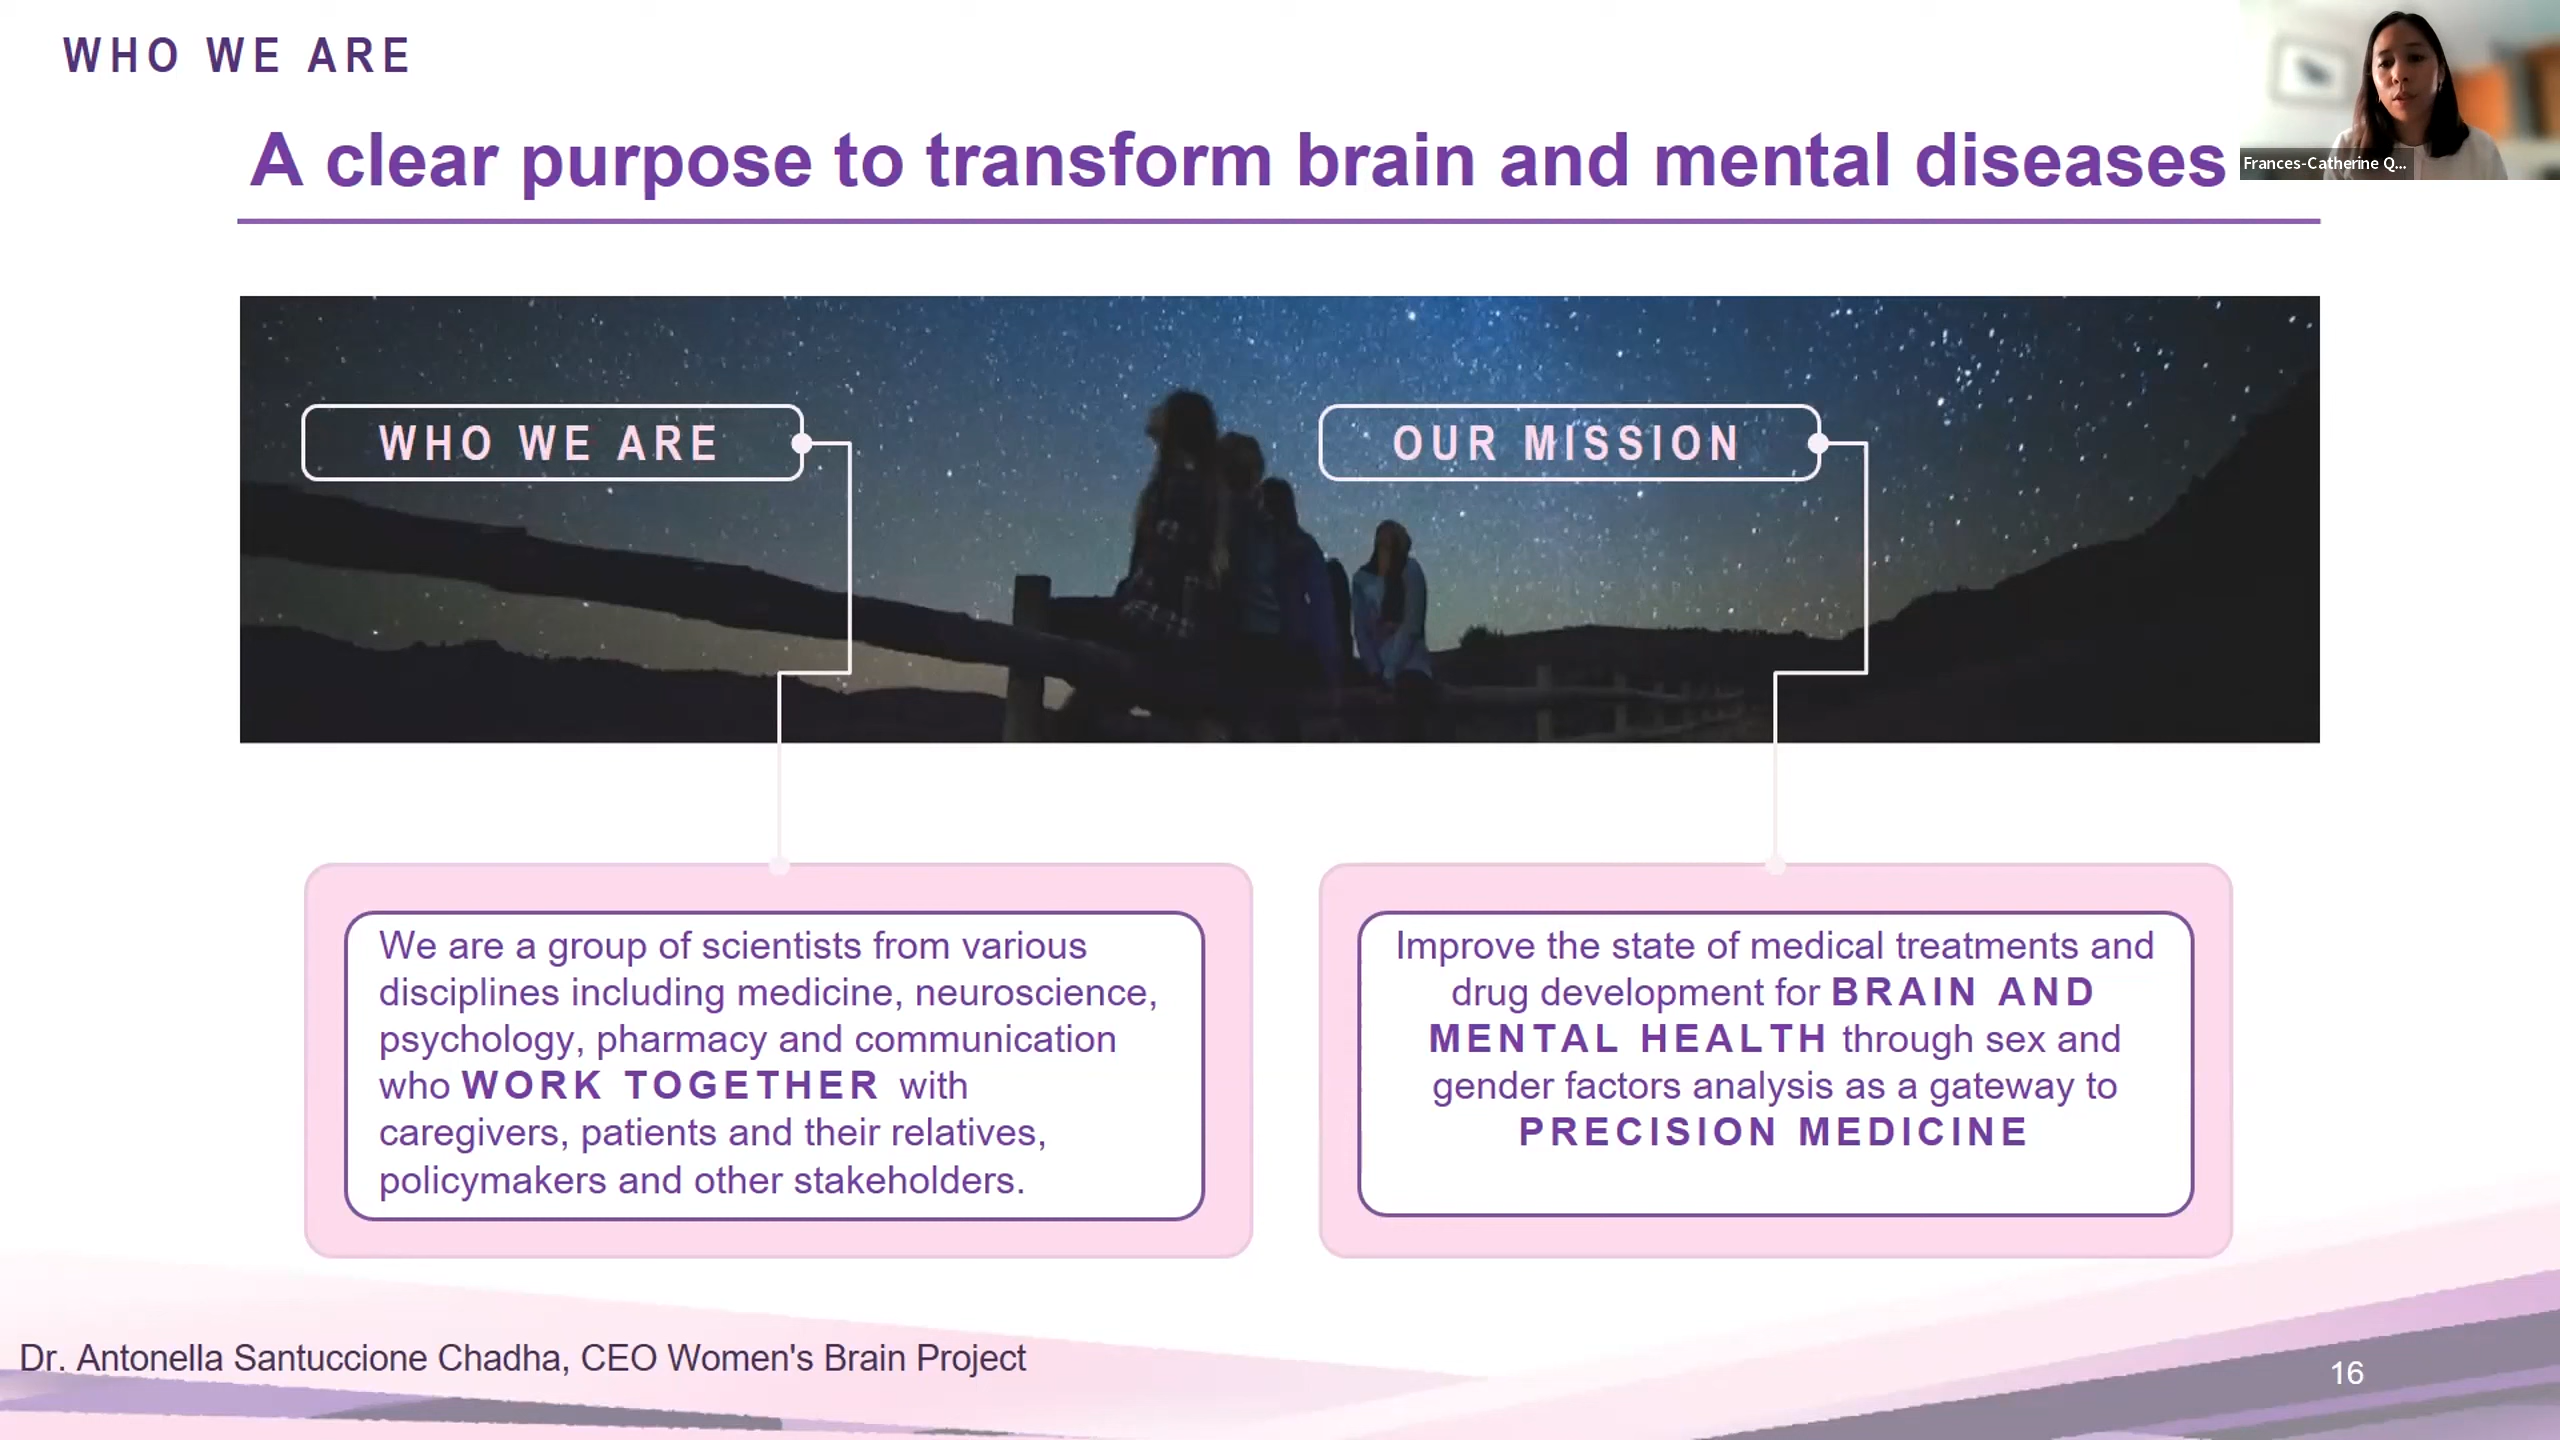 WHO WE ARE
A clear purpose to transform brain and mental diseases
Frances-Catherine Q...
WHO WE ARE
OUR MISSION
We are a group of scientists from various
disciplines including medicine, neuroscience,
psychology, pharmacy and communication
who WORK TOGETHER with
caregivers, patients and their relatives,
policymakers and other stakeholders.
Improve the state of medical treatments and
drug development for BRAIN AND
MENTAL HEALTH through sex and
gender factors analysis as a gateway to
PRECISION MEDICINE
Dr. Antonella Santuccione Chadha, CEO Women's Brain Project
16